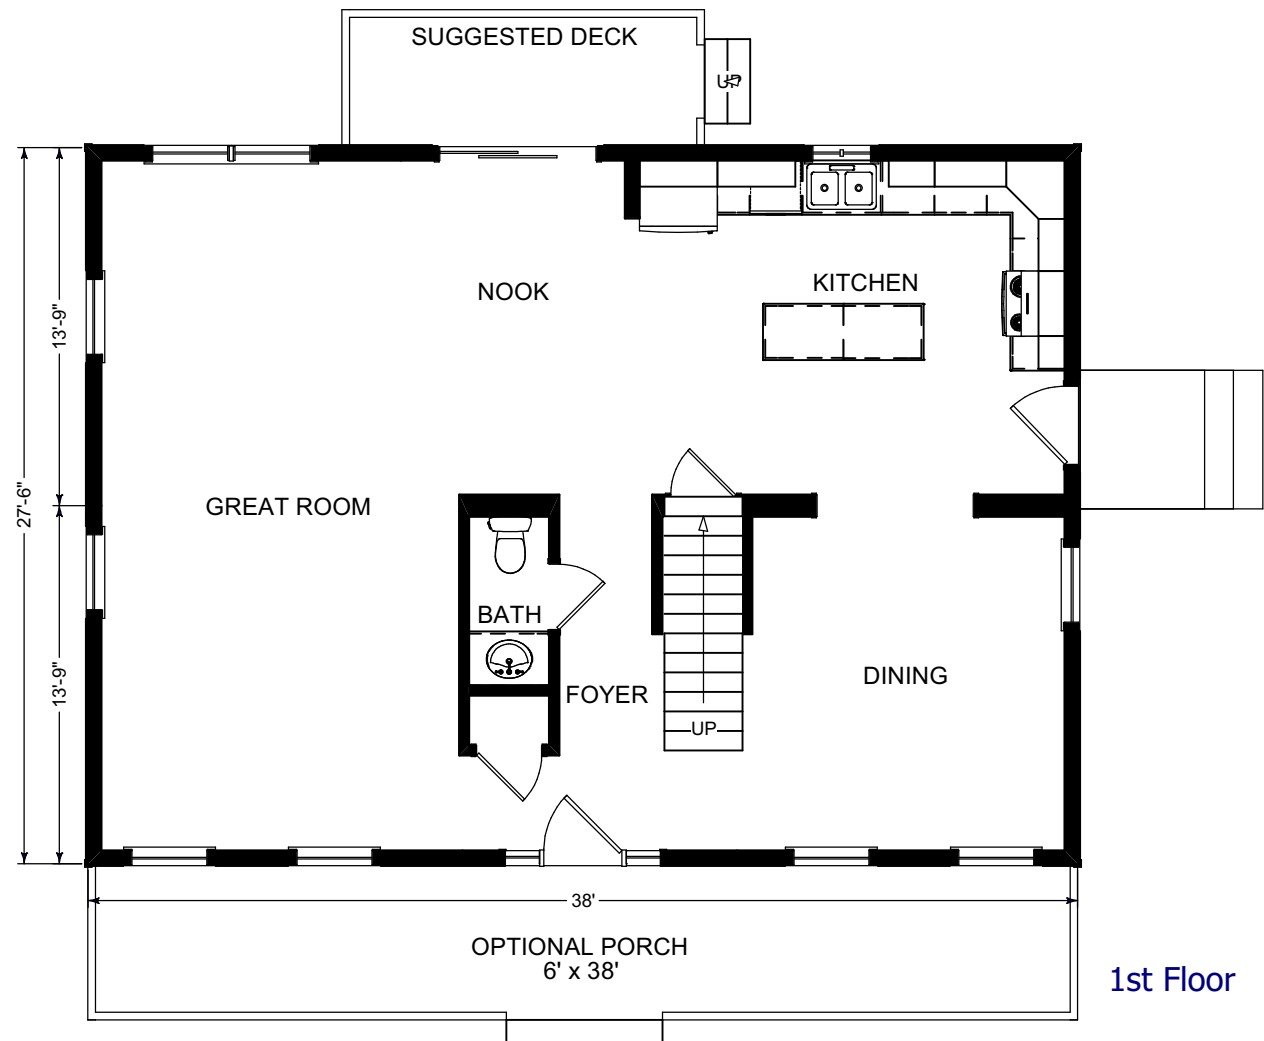 SUGGESTED DECK
UP
NOOK
KITCHEN
13'-9"
27'-6"
GREAT ROOM
BATH
13'-9"
FOYER
DINING
UP
38'
OPTIONAL PORCH
6' x 38'
1st Floor